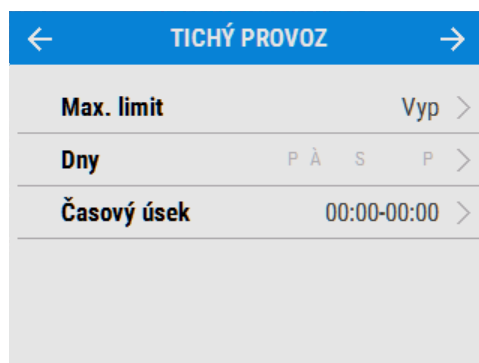 TICHÝ PROVOZ
Max. limit Vyp
Dny P À S P
Časový úsek 00:00-00:00